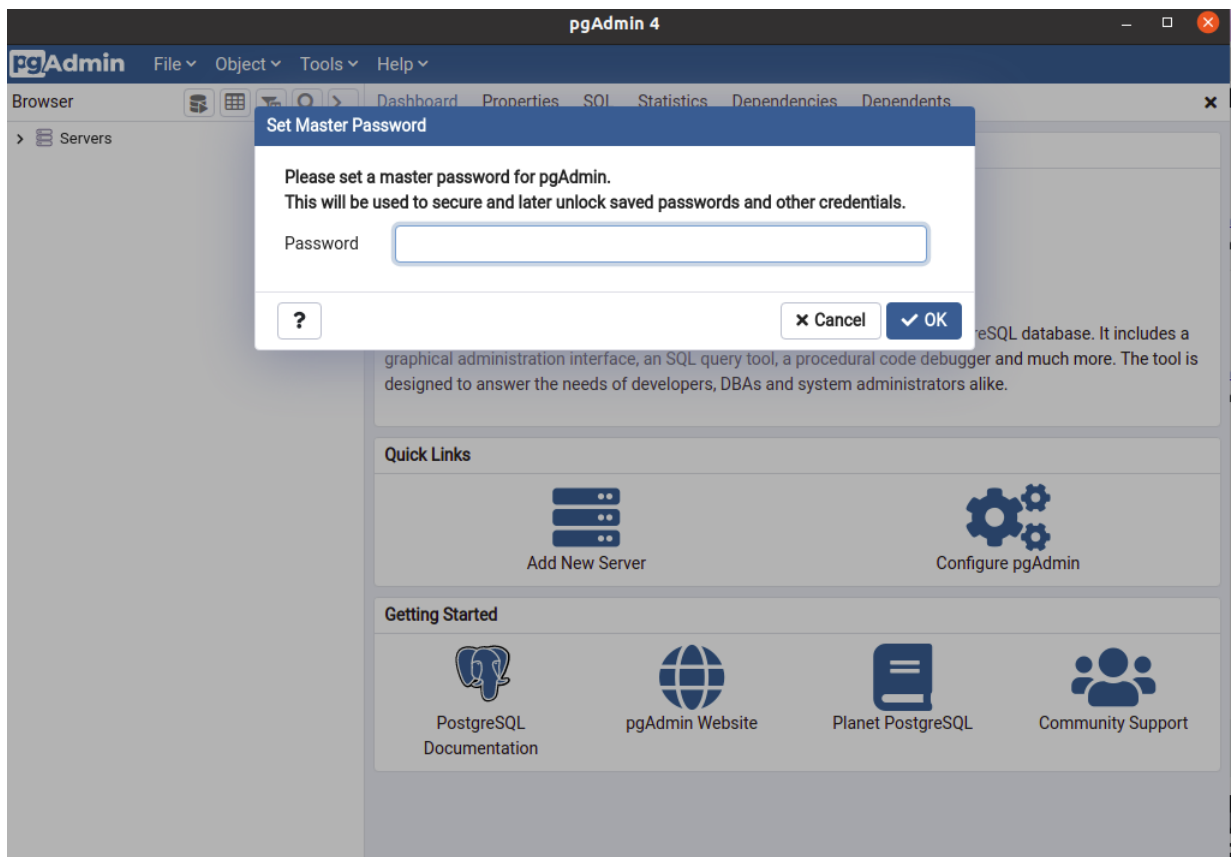 pgAdmin 4
pgAdmin File Object Tools Help
Browser Dashboard Properties SQL Statistics Dependencies Dependents
Servers
Set Master Password
Please set a master password for pgAdmin.
This will be used to secure and later unlock saved passwords and other credentials.
Password
? Cancel OK
reSQL database. It includes a
graphical administration interface, an SQL query tool, a procedural code debugger and much more. The tool is
designed to answer the needs of developers, DBAs and system administrators alike.
Quick Links
Add New Server Configure pgAdmin
Getting Started
PostgreSQL pgAdmin Website Planet PostgreSQL Community Support
Documentation